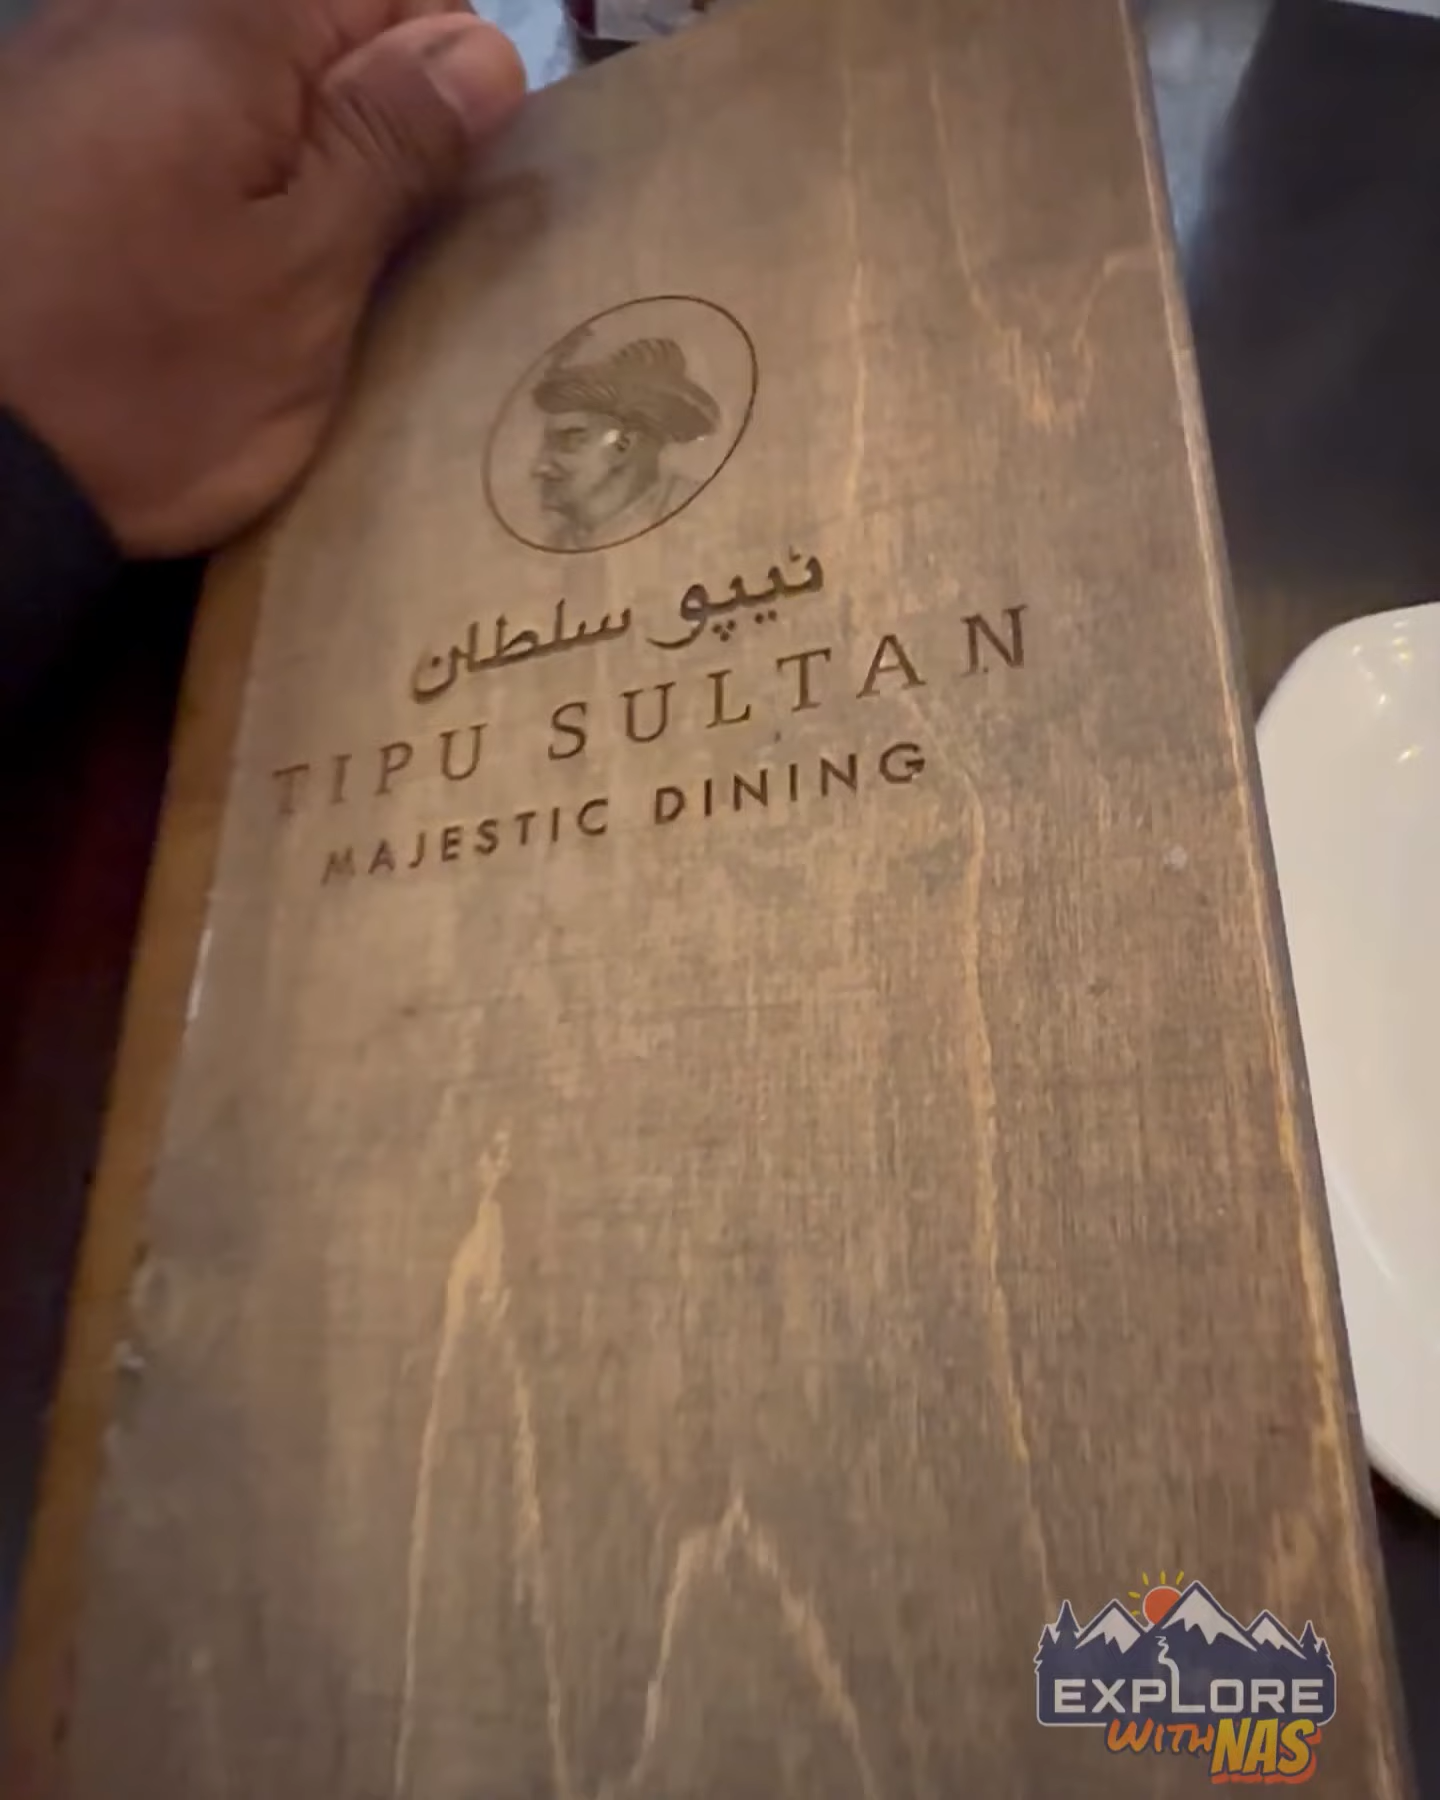 ٹیپو سلطان
TIPU SULTAN
MAJESTIC DINING
EXPLORE
WITH NAS